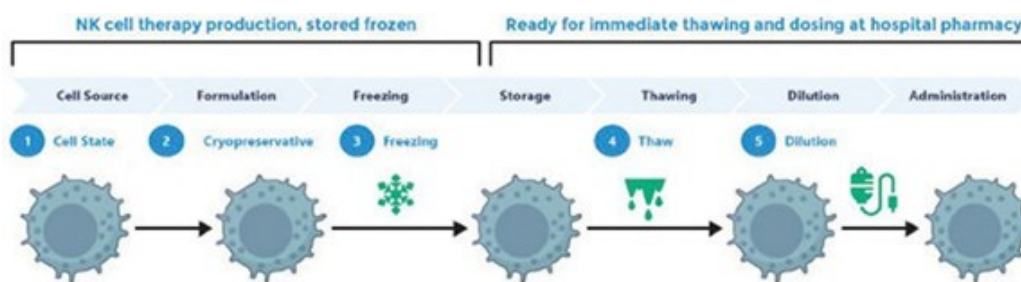 NK cell therapy production, stored frozen
Ready for immediate thawing and dosing at hospital pharmacy
Cell Source
Formulation
Freezing
Storage
Thawing
Dilution
Administration
1 Cell State
2 Cryopreservative
3 Freezing
4 Thaw
5 Dilution